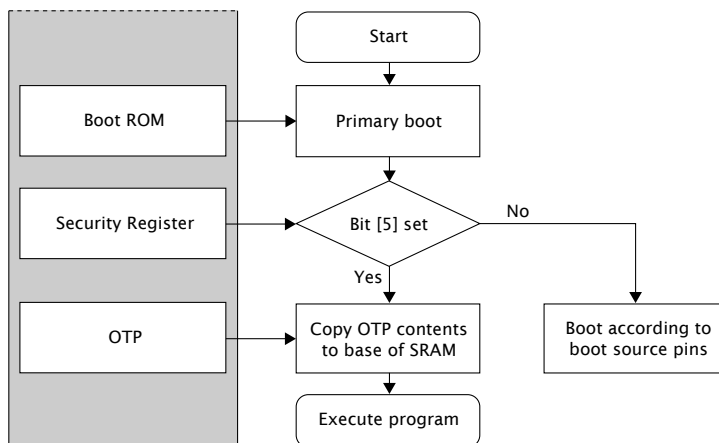 Start
Boot ROM
Primary boot
Security Register
Bit [5] set
No
Yes
OTP
Copy OTP contents
to base of SRAM
Boot according to
boot source pins
Execute program